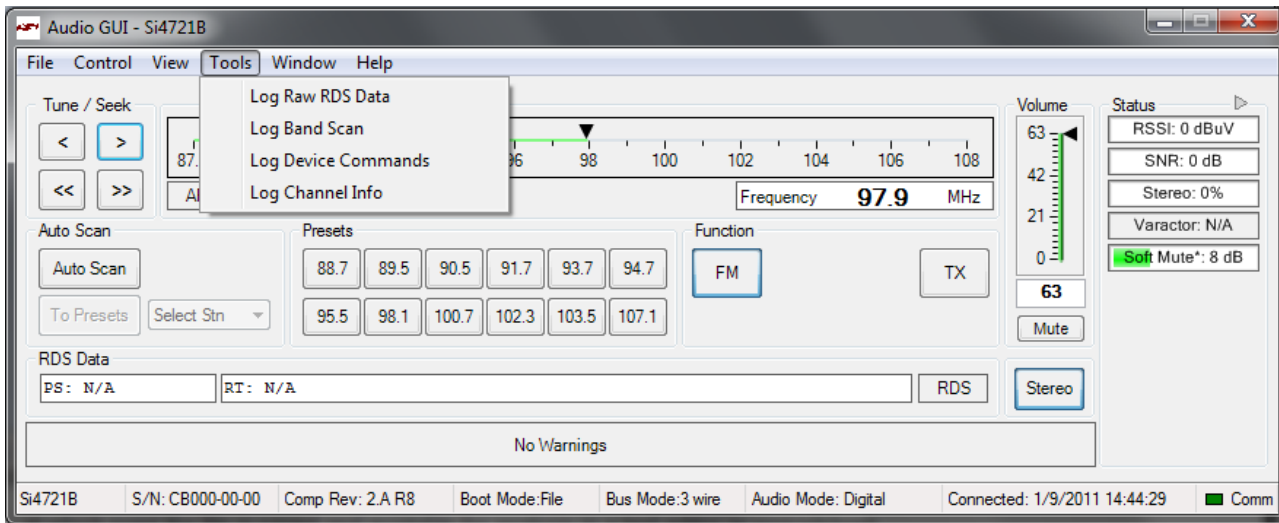 Audio GUI - Si4721B
File Control View Tools Window Help
Log Raw RDS Data
Log Band Scan
Log Device Commands
Log Channel Info
Tune / Seek
< >
<< >>
87. 96 98 100 102 104 106 108
Frequency 97.9 MHz
Volume
63
42
21
0
63
Mute
Status
RSSI: 0 dBuV
SNR: 0 dB
Stereo: 0%
Varactor: N/A
Soft Mute*: 8 dB
Auto Scan
Auto Scan
To Presets Select Stn
Presets
88.7 89.5 90.5 91.7 93.7 94.7
95.5 98.1 100.7 102.3 103.5 107.1
Function
FM TX
RDS Data
PS: N/A RT: N/A RDS
Stereo
No Warnings
Si4721B S/N: CB000-00-00 Comp Rev: 2.A R8 Boot Mode:File Bus Mode:3 wire Audio Mode: Digital Connected: 1/9/2011 14:44:29 Comm